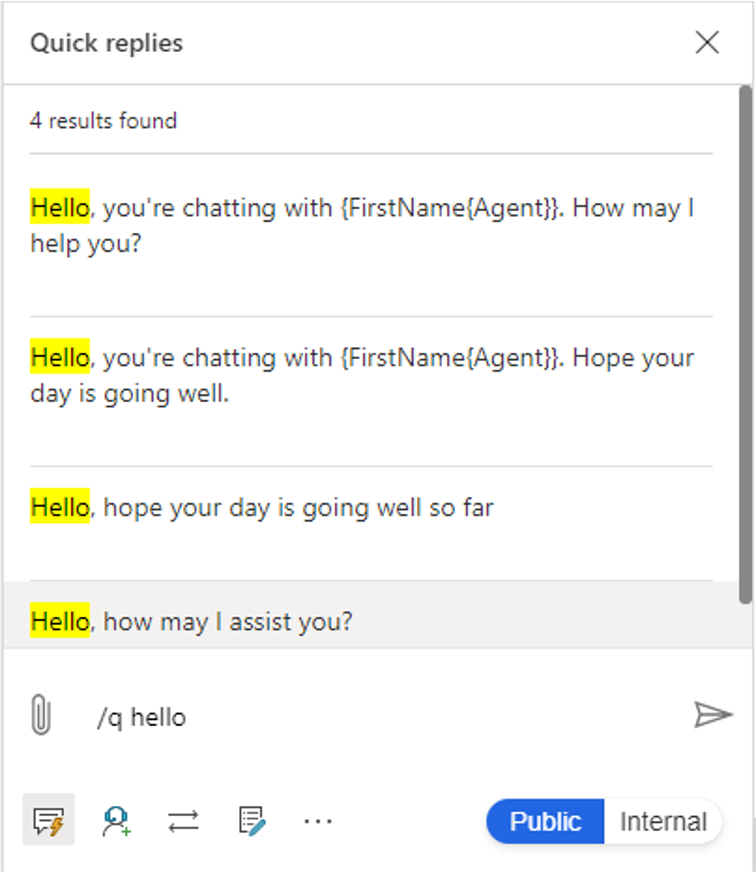 Quick replies
4 results found
Hello, you're chatting with {FirstName{Agent}}. How may I
help you?
Hello, you're chatting with {FirstName{Agent}}. Hope your
day is going well.
Hello, hope your day is going well so far
Hello, how may I assist you?
/q hello
Public Internal